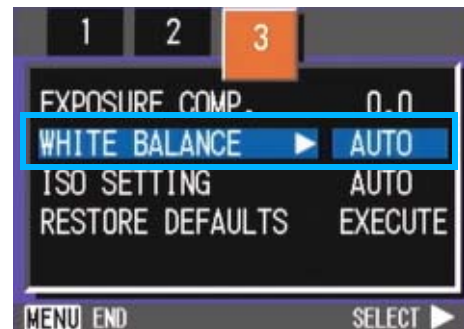 1 2 3
EXPOSURE COMP. 0.0
WHITE BALANCE ▶ AUTO
ISO SETTING AUTO
RESTORE DEFAULTS EXECUTE
MENU END SELECT ▶